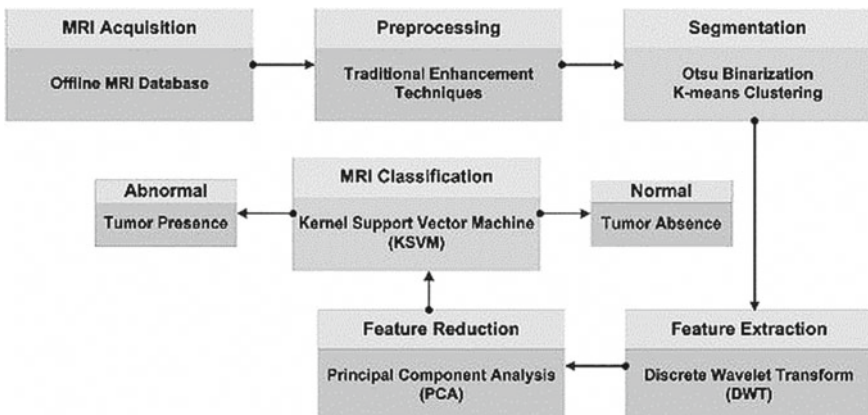 MRI Acquisition
Offline MRI Database
Preprocessing
Traditional Enhancement
Techniques
Segmentation
Otsu Binarization
K-means Clustering
Abnormal
Tumor Presence
MRI Classification
Kernel Support Vector Machine
(KSVM)
Normal
Tumor Absence
Feature Reduction
Principal Component Analysis
(PCA)
Feature Extraction
Discrete Wavelet Transform
(DWT)